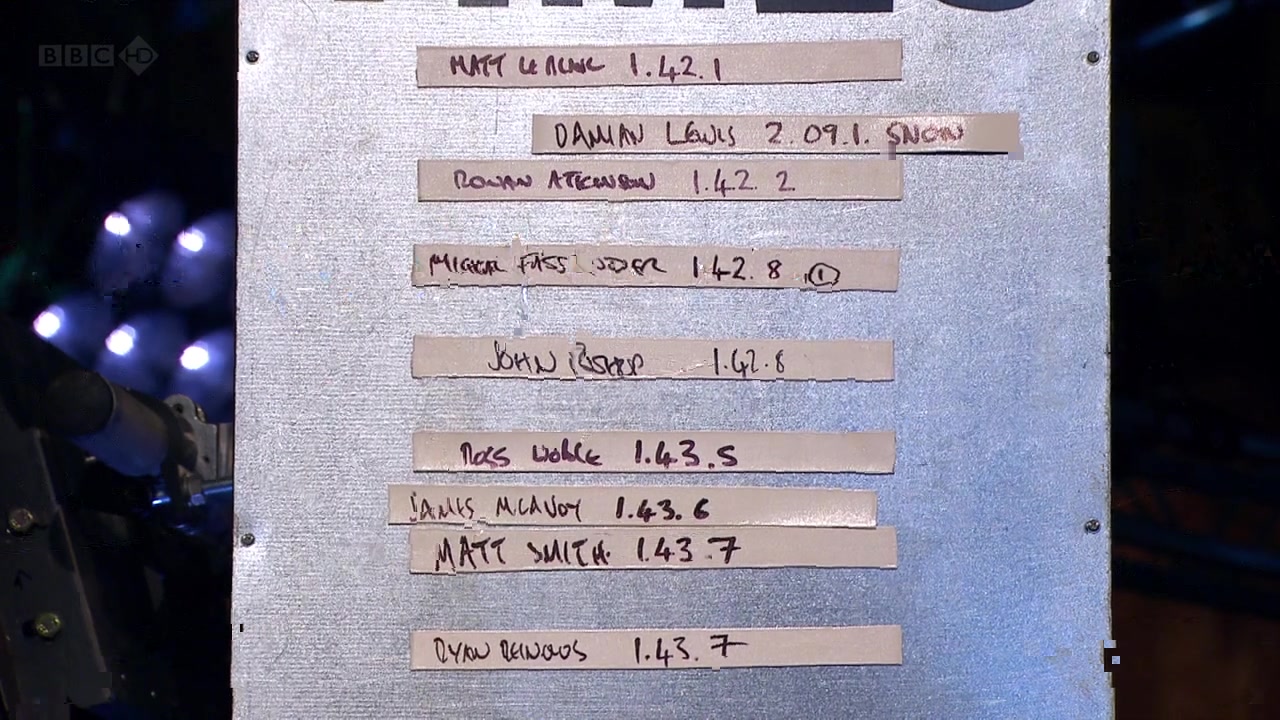 BBC HD
MATT LEBLANC 1.42.1
DAMIAN LEWIS 2.09.1. SNOW
ROWAN ATKINSON 1.42.2
MICHAEL FASSBENDER 1.42.8 1
JOHN BISHOP 1.42.8
ROSS NOBLE 1.43.5
JAMES MCAVOY 1.43.6
MATT SMITH. 1.43.7
RYAN REYNOLDS 1.43.7